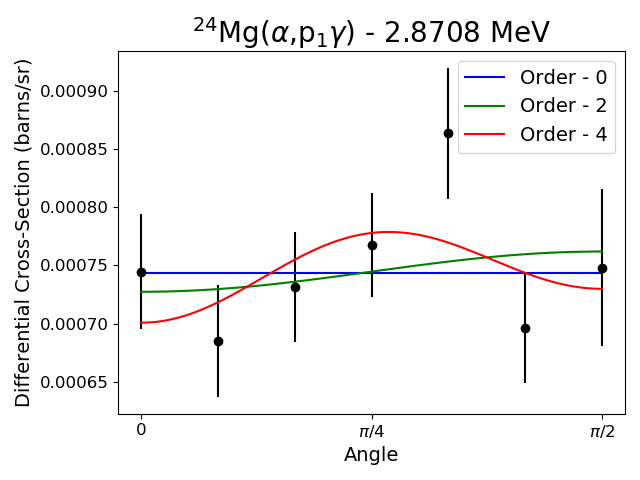 ²⁴Mg(α,p₁γ) - 2.8708 MeV
Differential Cross-Section (barns/sr)
0.00090
0.00085
0.00080
0.00075
0.00070
0.00065
Order - 0
Order - 2
Order - 4
0
π/4
π/2
Angle